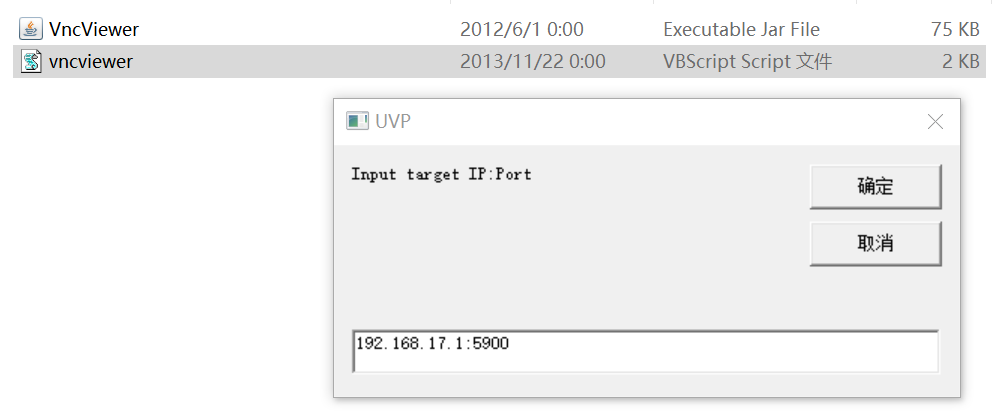 VncViewer 2012/6/1 0:00 Executable Jar File 75 KB
vncviewer 2013/11/22 0:00 VBScript Script 文件 2 KB
UVP
Input target IP:Port
确定
取消
192.168.17.1:5900